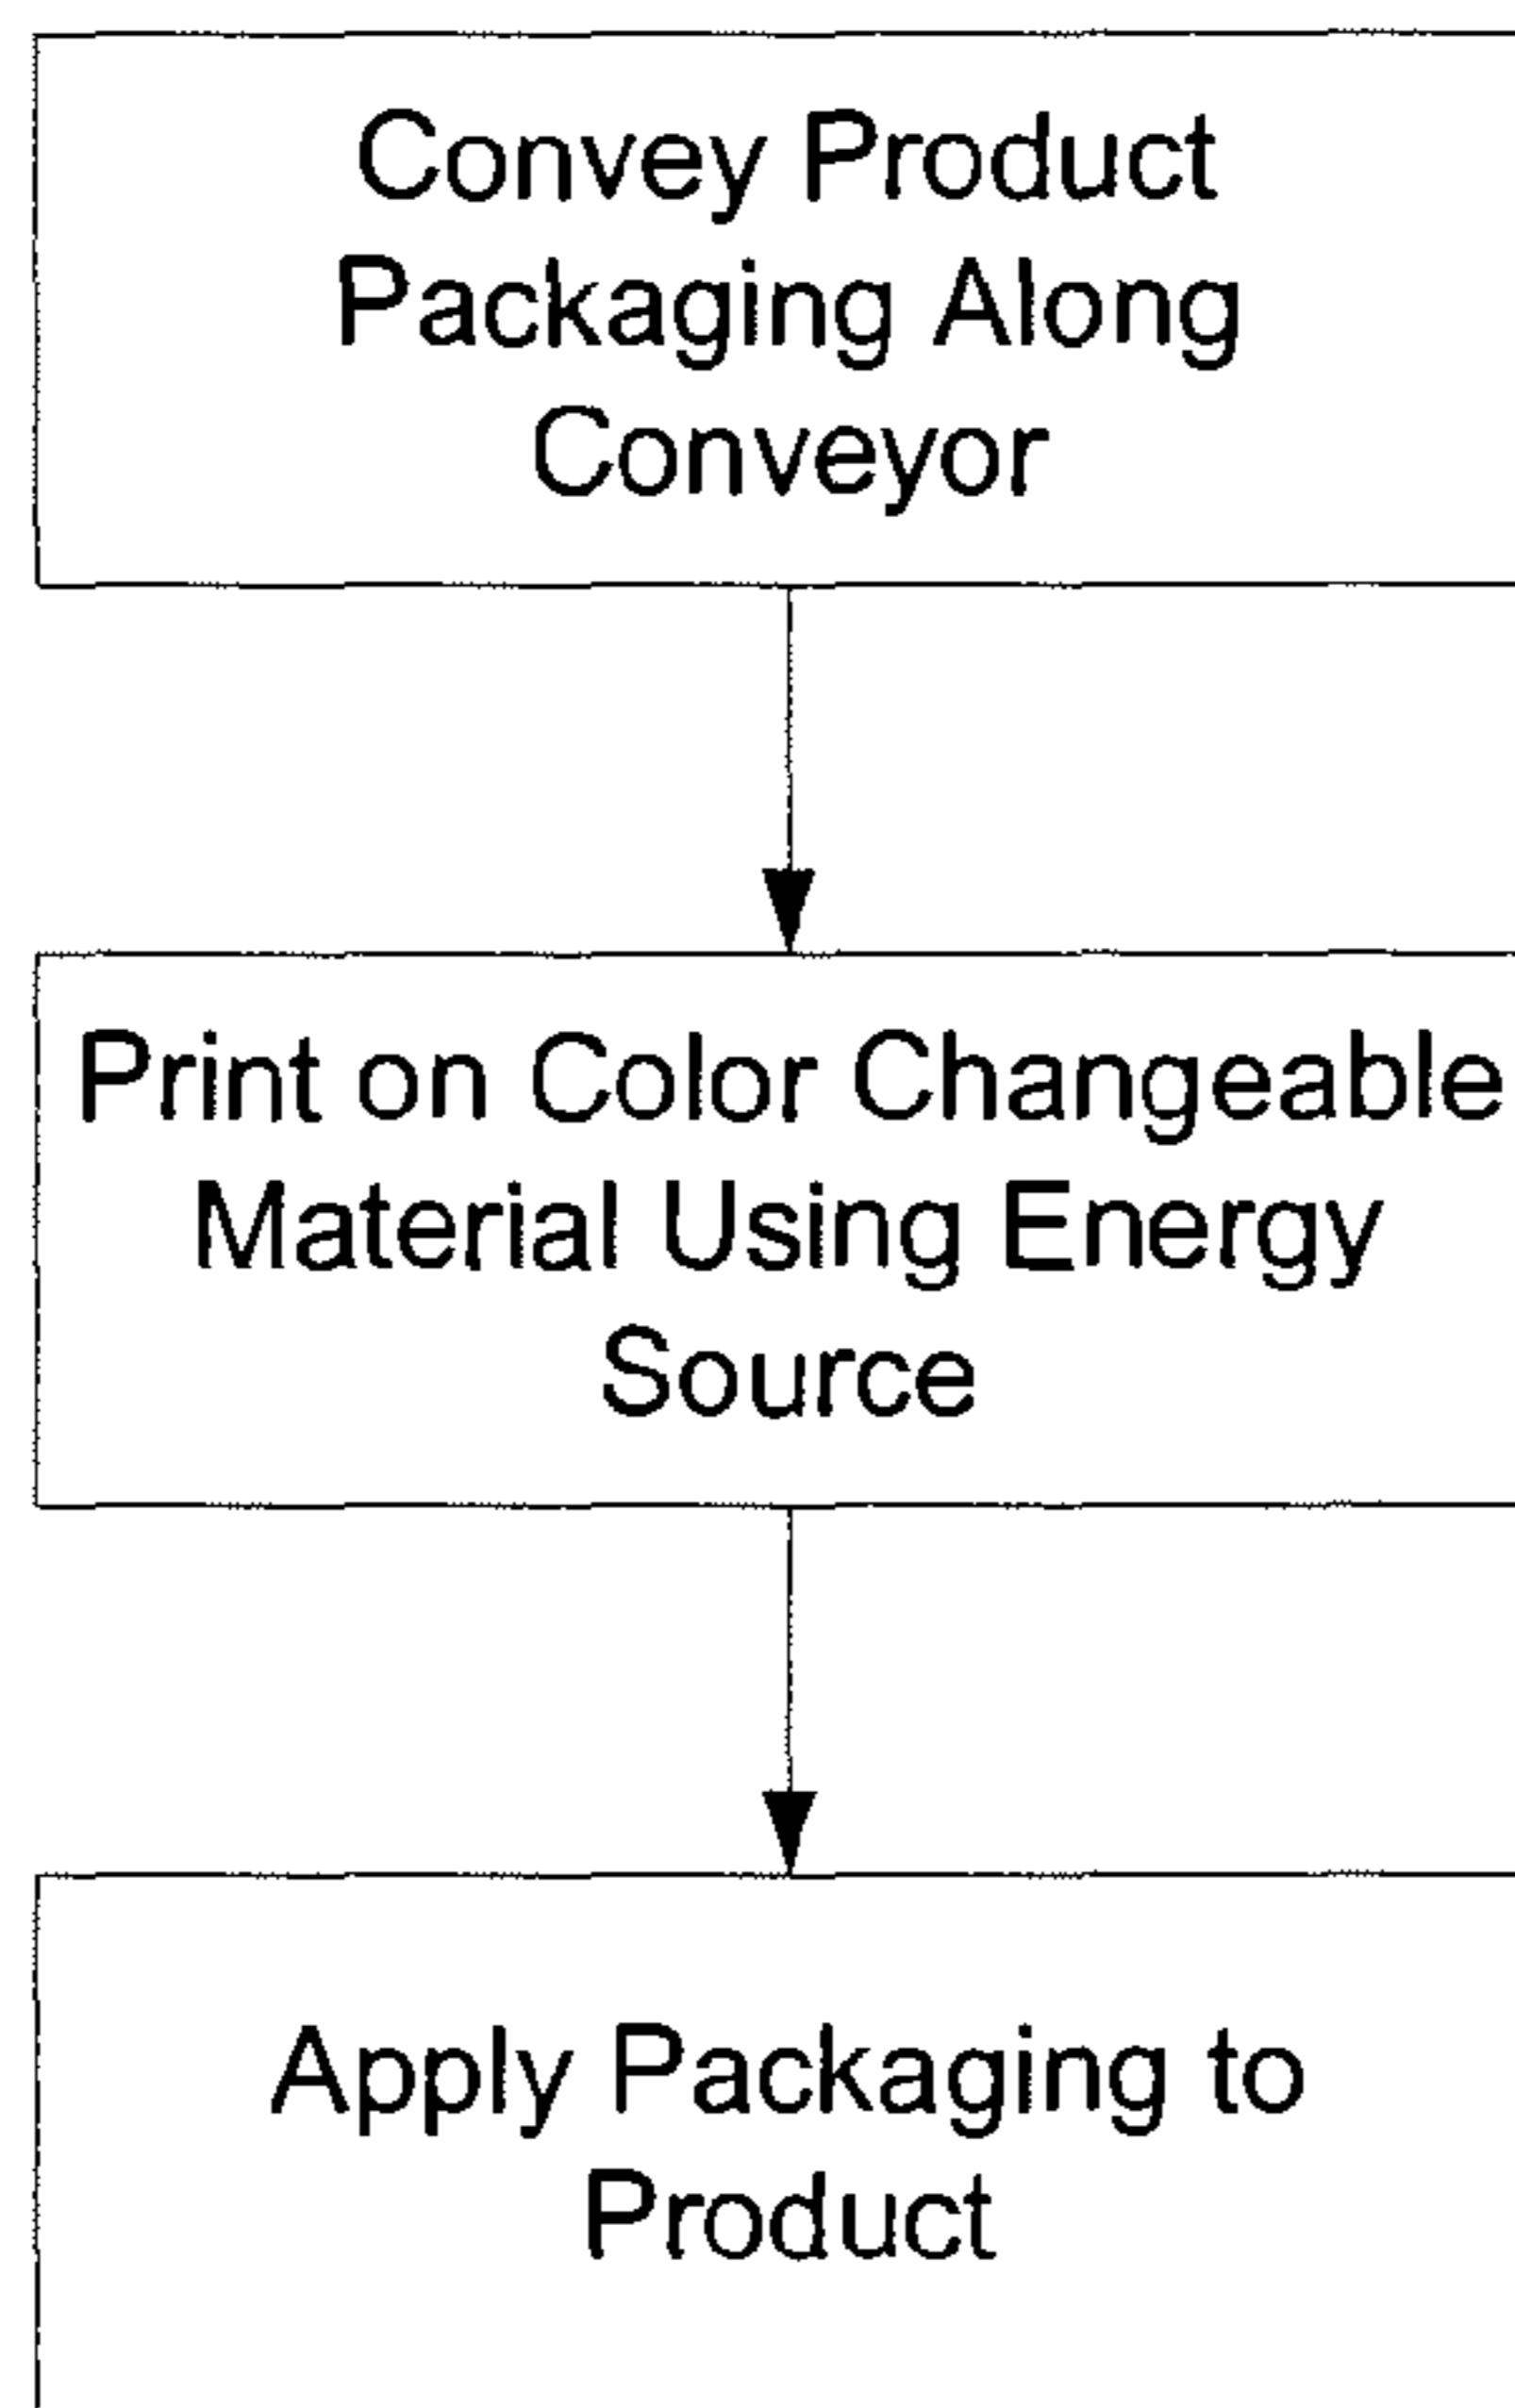 Convey Product
Packaging Along
Conveyor
Print on Color Changeable
Material Using Energy
Source
Apply Packaging to
Product